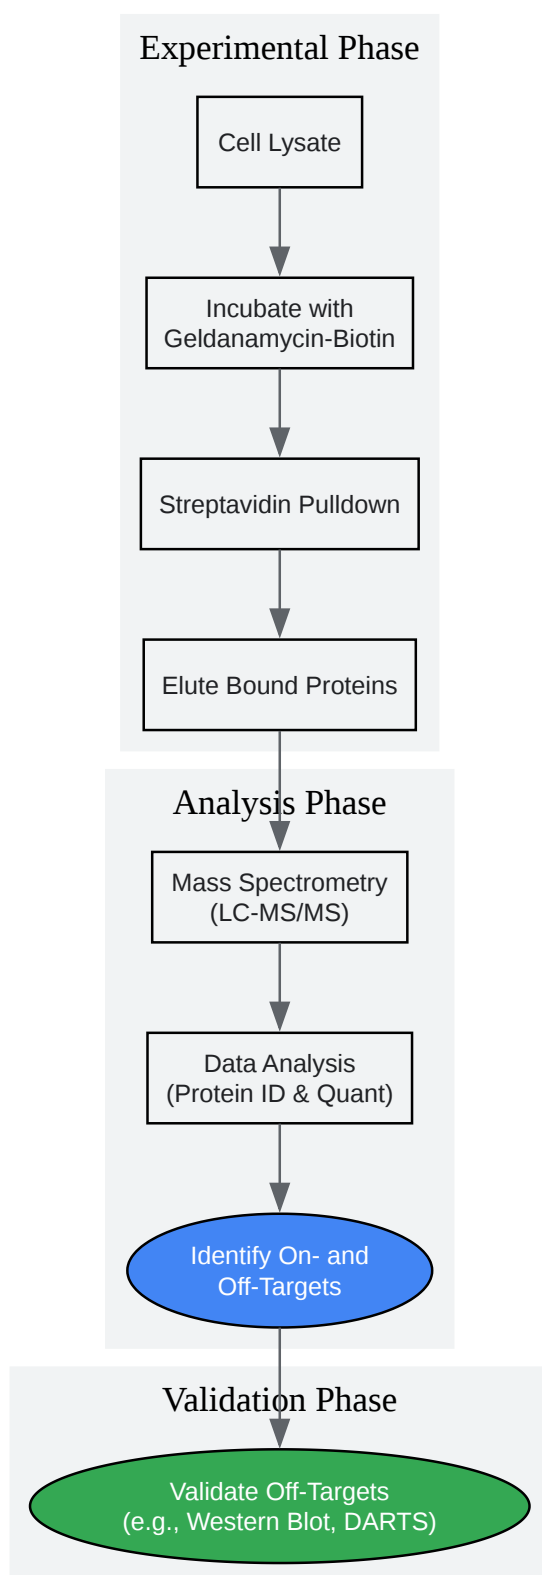 Experimental Phase
Cell Lysate
Incubate with
Geldanamycin-Biotin
Streptavidin Pulldown
Elute Bound Proteins
Analysis Phase
Mass Spectrometry
(LC-MS/MS)
Data Analysis
(Protein ID & Quant)
Identify On- and
Off-Targets
Validation Phase
Validate Off-Targets
(e.g., Western Blot, DARTS)